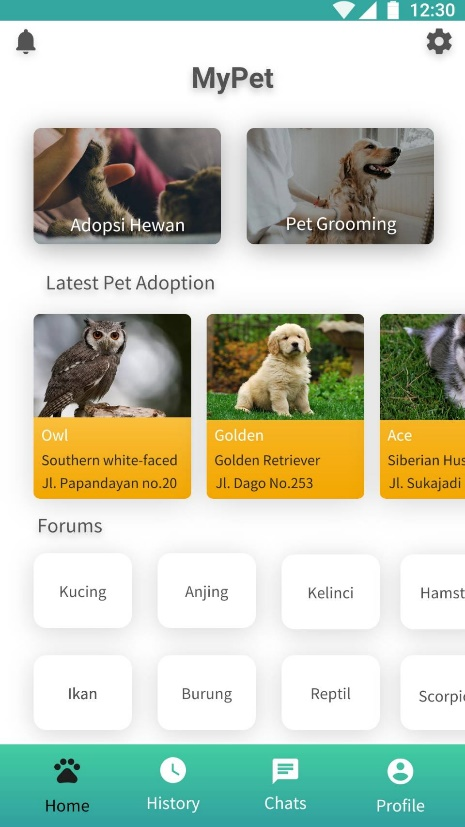 12:30
MyPet
Adopsi Hewan
Pet Grooming
Latest Pet Adoption
Owl
Southern white-faced
Jl. Papandayan no.20
Golden
Golden Retriever
Jl. Dago No.253
Ace
Siberian Hus
Jl. Sukajadi
Forums
Kucing
Anjing
Kelinci
Hamst
Ikan
Burung
Reptil
Scorpi
Home
History
Chats
Profile